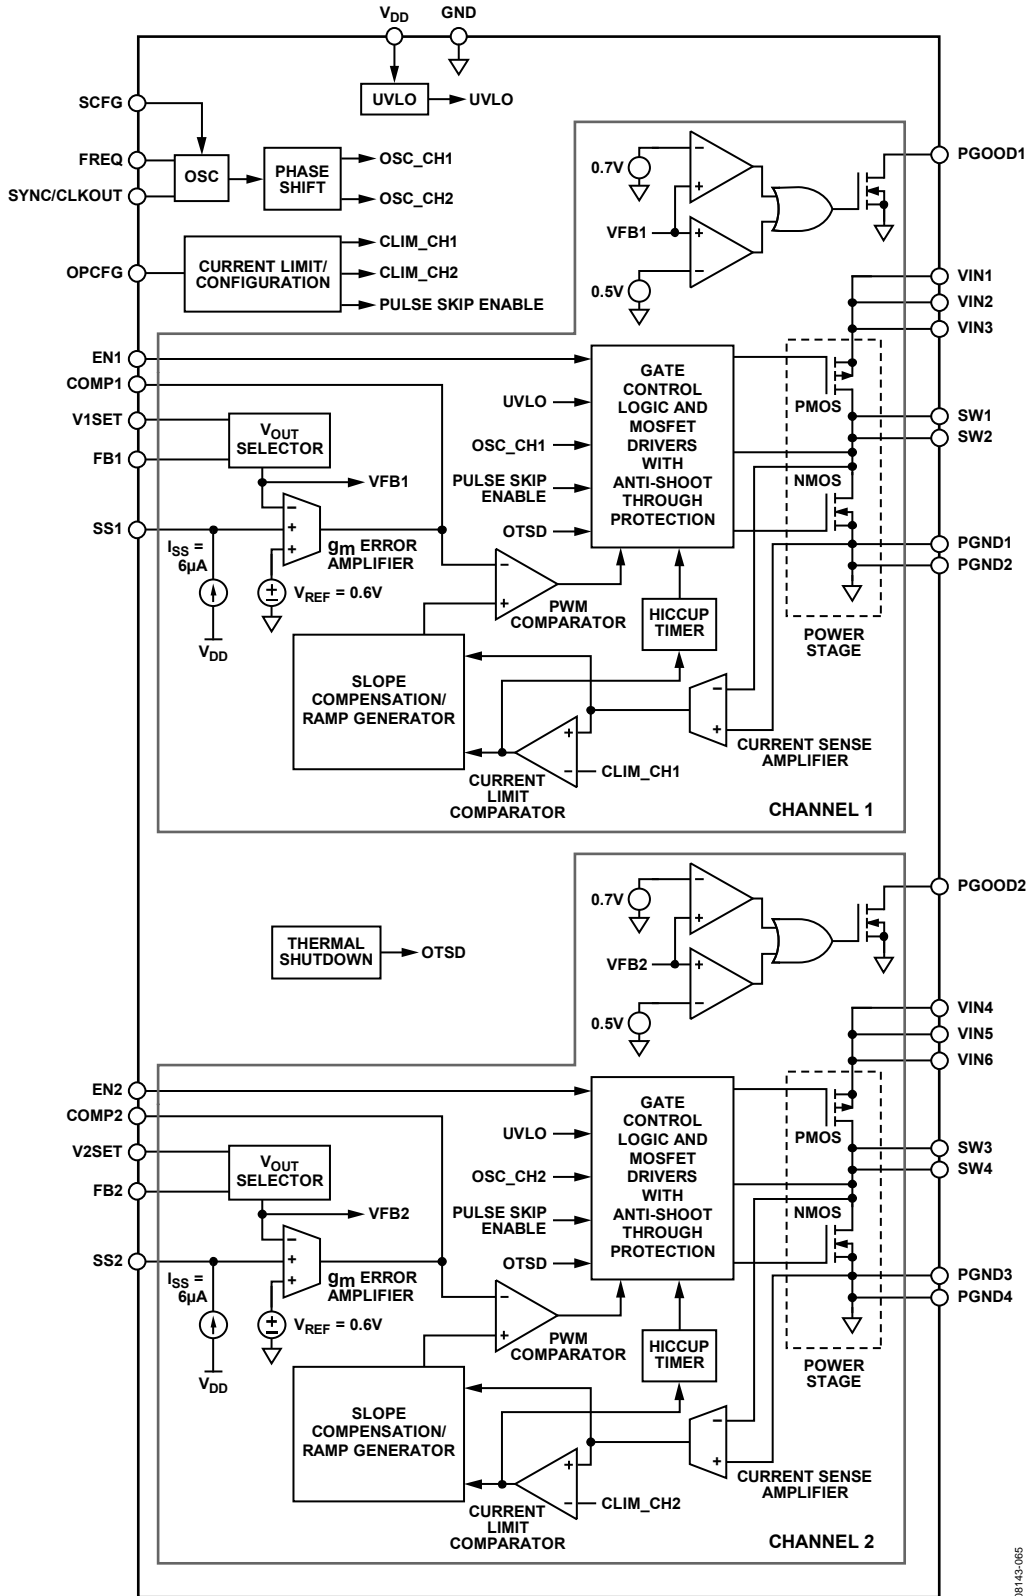 VDD
GND
SCFG
UVLO
UVLO
FREQ
OSC
PHASE
SHIFT
OSC_CH1
OSC_CH2
SYNC/CLKOUT
0.7V
−
+
PGOOD1
VFB1
+
−
0.5V
OPCFG
CURRENT LIMIT/
CONFIGURATION
CLIM_CH1
CLIM_CH2
PULSE SKIP ENABLE
VIN1
VIN2
VIN3
EN1
COMP1
V1SET
FB1
VOUT
SELECTOR
VFB1
UVLO
OSC_CH1
PULSE SKIP
ENABLE
OTSD
GATE
CONTROL
LOGIC AND
MOSFET
DRIVERS
WITH
ANTI-SHOOT
THROUGH
PROTECTION
PMOS
SW1
SW2
NMOS
PGND1
PGND2
SS1
ISS =
6µA
VDD
−
+
+
gm ERROR
AMPLIFIER
+
−
VREF = 0.6V
−
+
PWM
COMPARATOR
HICCUP
TIMER
POWER
STAGE
SLOPE
COMPENSATION/
RAMP GENERATOR
−
+
CURRENT SENSE
AMPLIFIER
+
−
CLIM_CH1
CURRENT
LIMIT
COMPARATOR
CHANNEL 1
0.7V
−
+
PGOOD2
THERMAL
SHUTDOWN
OTSD
VFB2
+
−
0.5V
VIN4
VIN5
VIN6
EN2
COMP2
V2SET
FB2
VOUT
SELECTOR
VFB2
UVLO
OSC_CH2
PULSE SKIP
ENABLE
OTSD
GATE
CONTROL
LOGIC AND
MOSFET
DRIVERS
WITH
ANTI-SHOOT
THROUGH
PROTECTION
PMOS
SW3
SW4
NMOS
PGND3
PGND4
SS2
ISS =
6µA
VDD
−
+
+
gm ERROR
AMPLIFIER
+
−
VREF = 0.6V
−
+
PWM
COMPARATOR
HICCUP
TIMER
POWER
STAGE
SLOPE
COMPENSATION/
RAMP GENERATOR
−
+
CURRENT SENSE
AMPLIFIER
+
−
CLIM_CH2
CURRENT
LIMIT
COMPARATOR
CHANNEL 2
08143-065